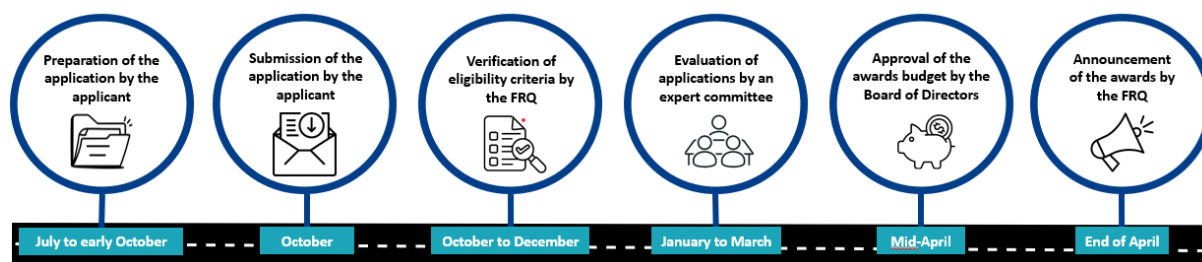 Preparation of the
application by the
applicant
Submission of the
application by the
applicant
Verification of
eligibility criteria by
the FRQ
Evaluation of
applications by an
expert committee
Approval of the
awards budget by the
Board of Directors
Announcement
of the awards by
the FRQ
July to early October
October
October to December
January to March
Mid-April
End of April